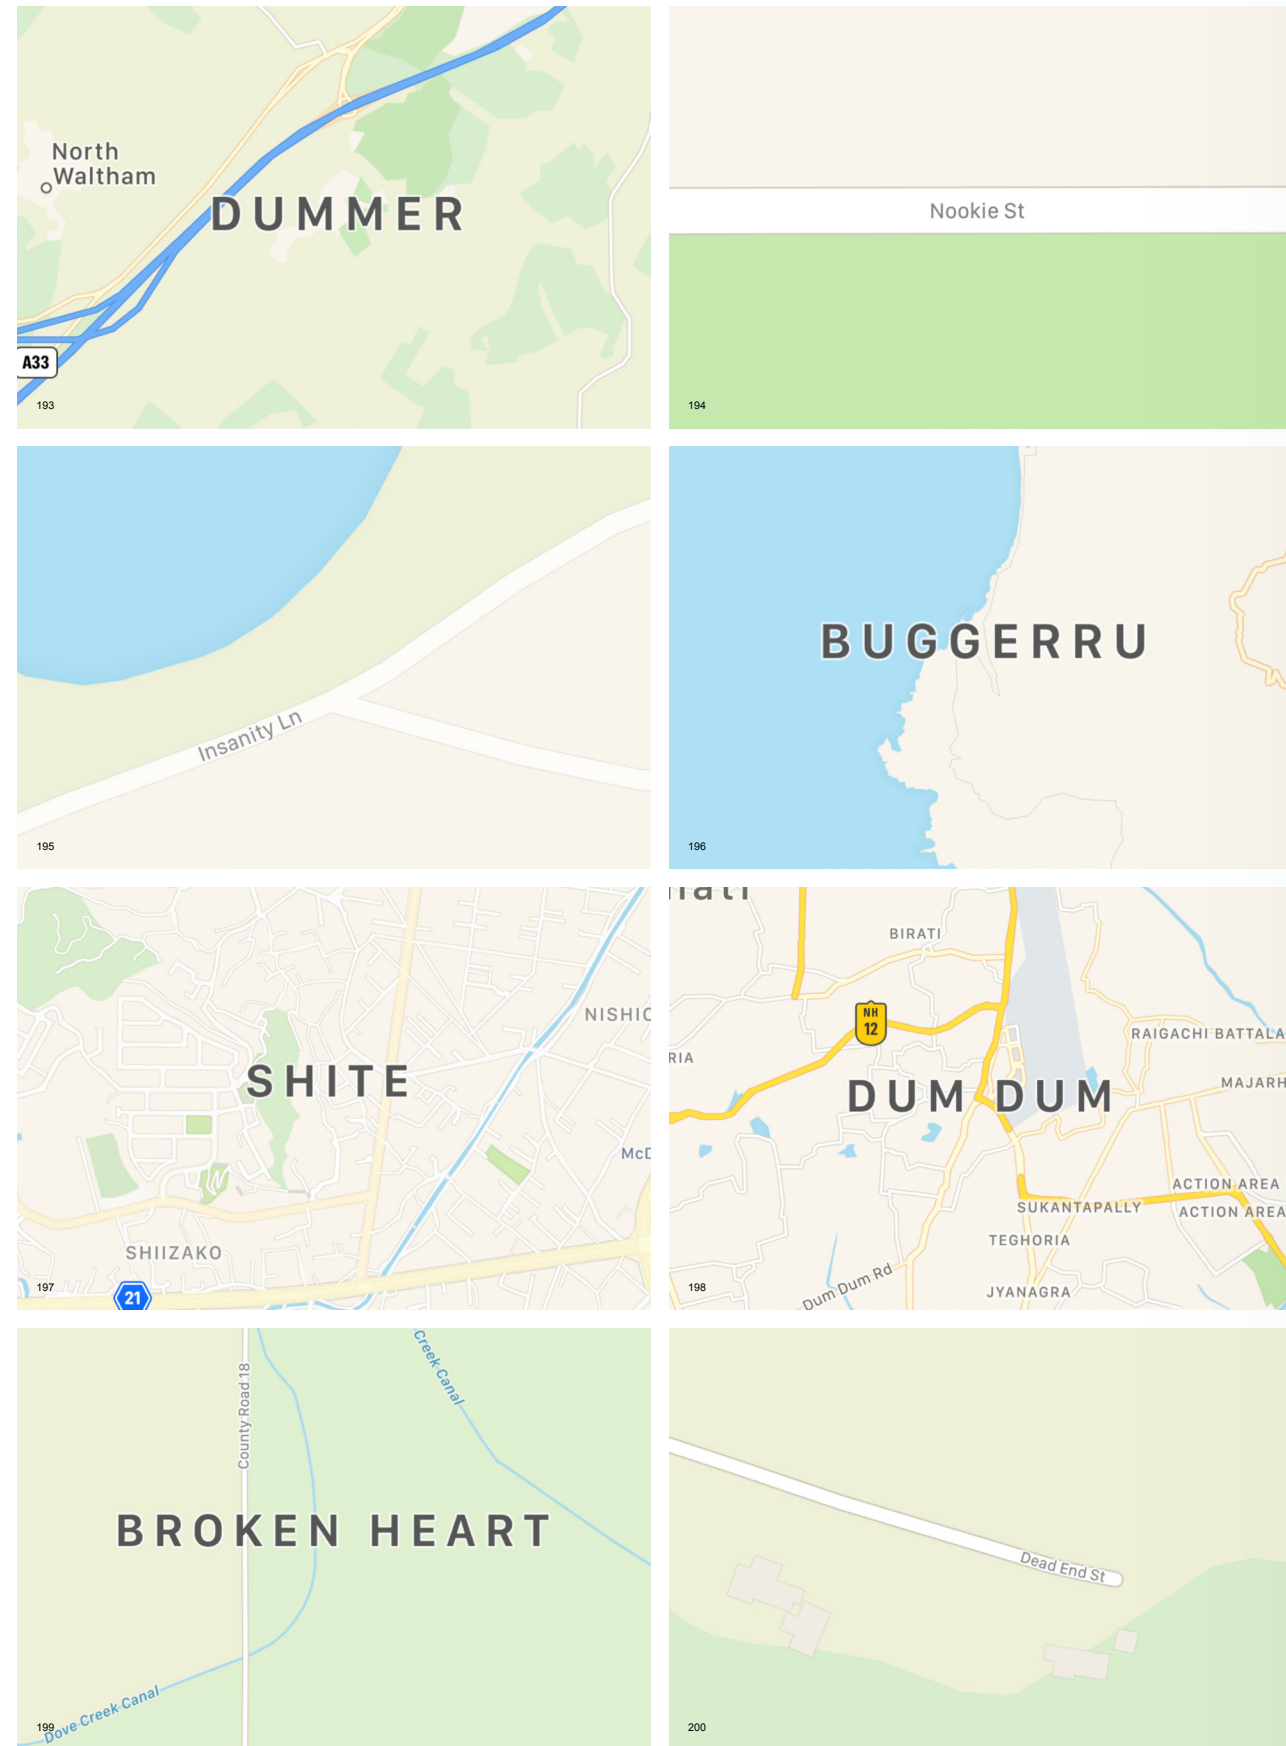 North
Waltham
DUMMER
A33
193
Nookie St
194
Insanity Ln
195
BUGGERRU
196
NISHIC
SHITE
McD
SHIIZAKO
197
21
BIRATI
NH
12
RAIGACHI BATTALA
RIA
MAJARH
DUM DUM
ACTION AREA
SUKANTAPALLY
ACTION AREA
TEGHORIA
Dum Dum Rd
JYANAGRA
198
Creek Canal
County Road 18
BROKEN HEART
Dove Creek Canal
199
Dead End St
200